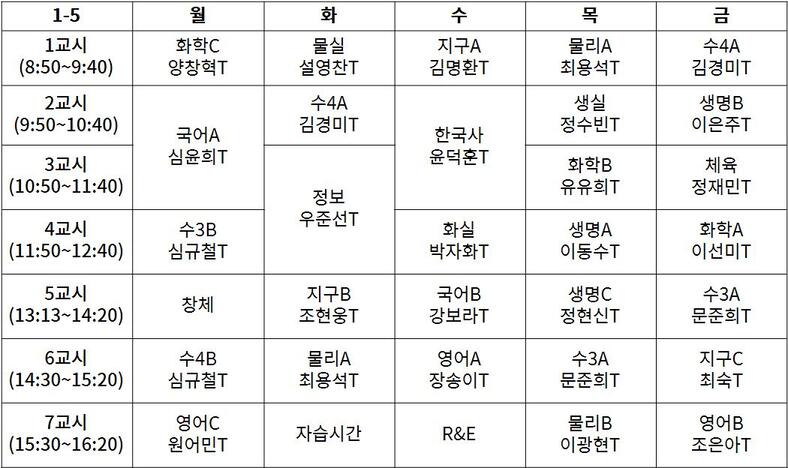 1-5 월 화 수 목 금
1교시 화학C 물실 지구A 물리A 수4A
(8:50~9:40) 양창혁T 설영찬T 김명환T 최용석T 김경미T
2교시 수4A 생실 생명B
(9:50~10:40) 김경미T 정수빈T 이은주T
국어A 한국사
심윤희T 윤덕훈T
3교시 화학B 체육
(10:50~11:40) 유유희T 정재민T
정보
우준선T
4교시 수3B 화실 생명A 화학A
(11:50~12:40) 심규철T 박자화T 이동수T 이선미T
5교시 창체 지구B 국어B 생명C 수3A
(13:13~14:20) 조현웅T 강보라T 정현신T 문준희T
6교시 수4B 물리A 영어A 수3A 지구C
(14:30~15:20) 심규철T 최용석T 장송이T 문준희T 최숙T
7교시 영어C 자습시간 R&E 물리B 영어B
(15:30~16:20) 원어민T 이광현T 조은아T